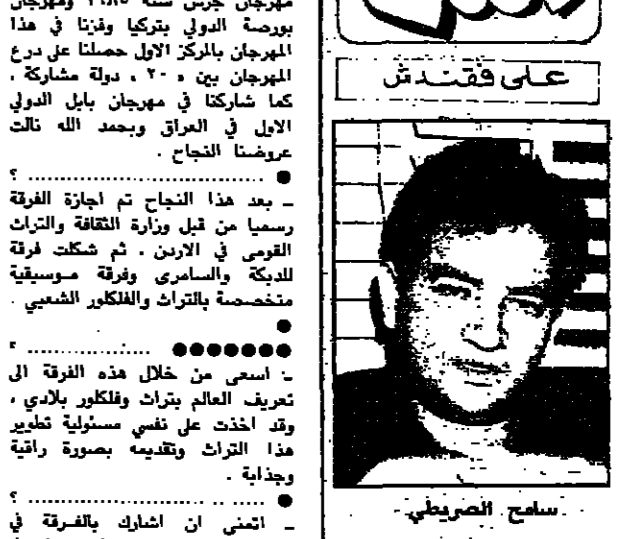 مهرجان جرش سنة ١٩٨٥ ومهرجان
بورصة الدولي بتركيا وفزنا في هذا
المهرجان بالمركز الاول حصلنا على درع
المهرجان بين « ٢٠ » دولة مشاركة .
كما شاركنا في مهرجان بابل الدولي
الاول في العراق وبحمد الله نالت
عروضنا النجاح .
● .................................... ؟
ـ بعد هذا النجاح تم اجازة الفرقة
رسميا من قبل وزارة الثقافة والتراث
القومى في الاردن . ثم شكلت فرقة
للدبكة والسامرى وفرقة موسيقية
متخصصة بالتراث والفلكلور الشعبي .
●
●●●●●●● ................ ؟
ـ اسعى من خلال هذه الفرقة الى
تعريف العالم بتراث وفلكلور بلادي ،
وقد اخذت على نفسي مسئولية تطوير
هذا التراث وتقديمه بصورة راقية
وجذابة .
● .................................... ؟
ـ اتمنى ان اشارك بالفرقة في
على فقندش
سامح الصريطي